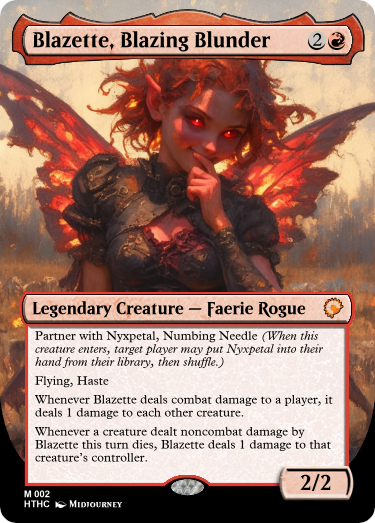 Blazette, Blazing Blunder 2
Legendary Creature — Faerie Rogue
Partner with Nyxpetal, Numbing Needle (When this
creature enters, target player may put Nyxpetal into their
hand from their library, then shuffle.)
Flying, Haste
Whenever Blazette deals combat damage to a player, it
deals 1 damage to each other creature.
Whenever a creature dealt noncombat damage by
Blazette this turn dies, Blazette deals 1 damage to that
creature's controller.
2/2
M 002
HTHC Midjourney